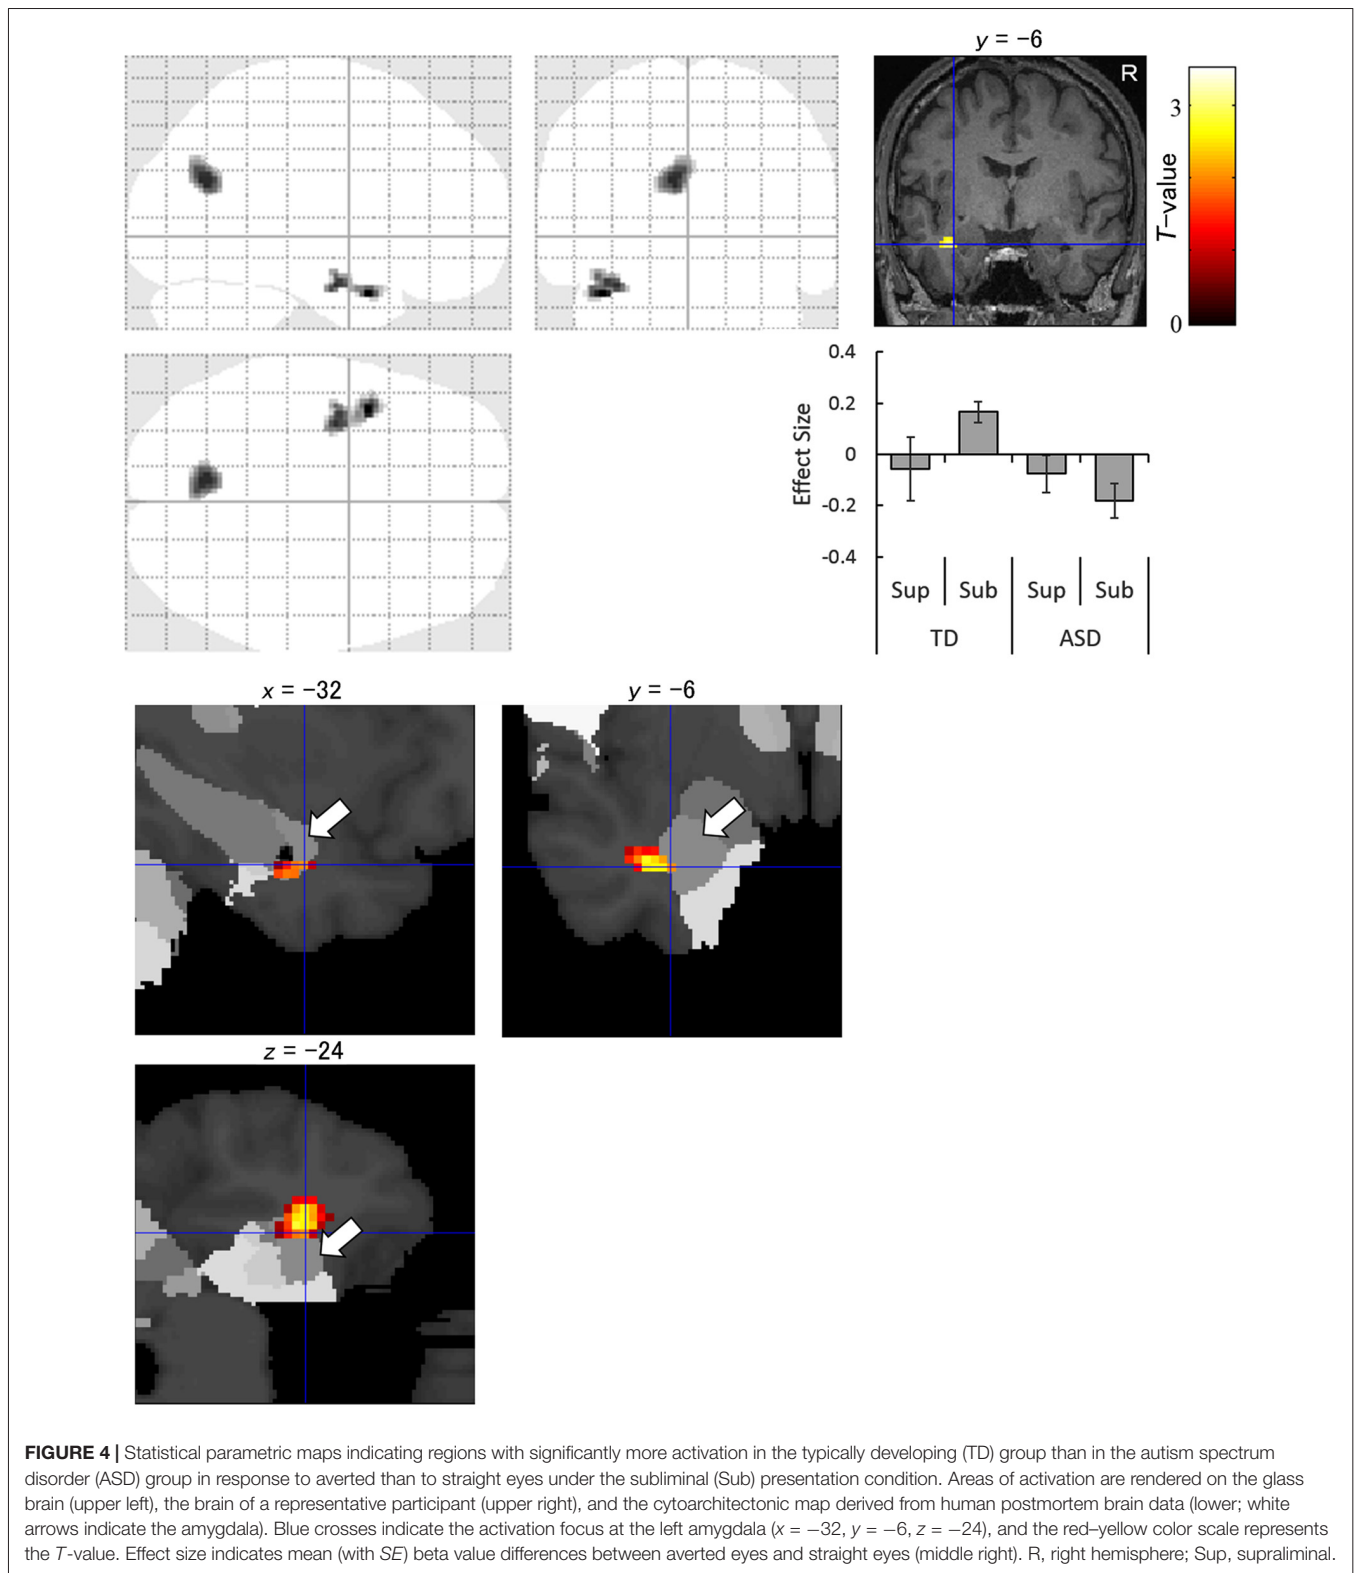 y = −6
R
3
T–value
0
0.4
0.2
0
-0.2
-0.4
Effect Size
Sup Sub Sup Sub
TD ASD
x = −32
y = −6
z = −24
FIGURE 4 | Statistical parametric maps indicating regions with significantly more activation in the typically developing (TD) group than in the autism spectrum
disorder (ASD) group in response to averted than to straight eyes under the subliminal (Sub) presentation condition. Areas of activation are rendered on the glass
brain (upper left), the brain of a representative participant (upper right), and the cytoarchitectonic map derived from human postmortem brain data (lower; white
arrows indicate the amygdala). Blue crosses indicate the activation focus at the left amygdala (x = −32, y = −6, z = −24), and the red–yellow color scale represents
the T-value. Effect size indicates mean (with SE) beta value differences between averted eyes and straight eyes (middle right). R, right hemisphere; Sup, supraliminal.